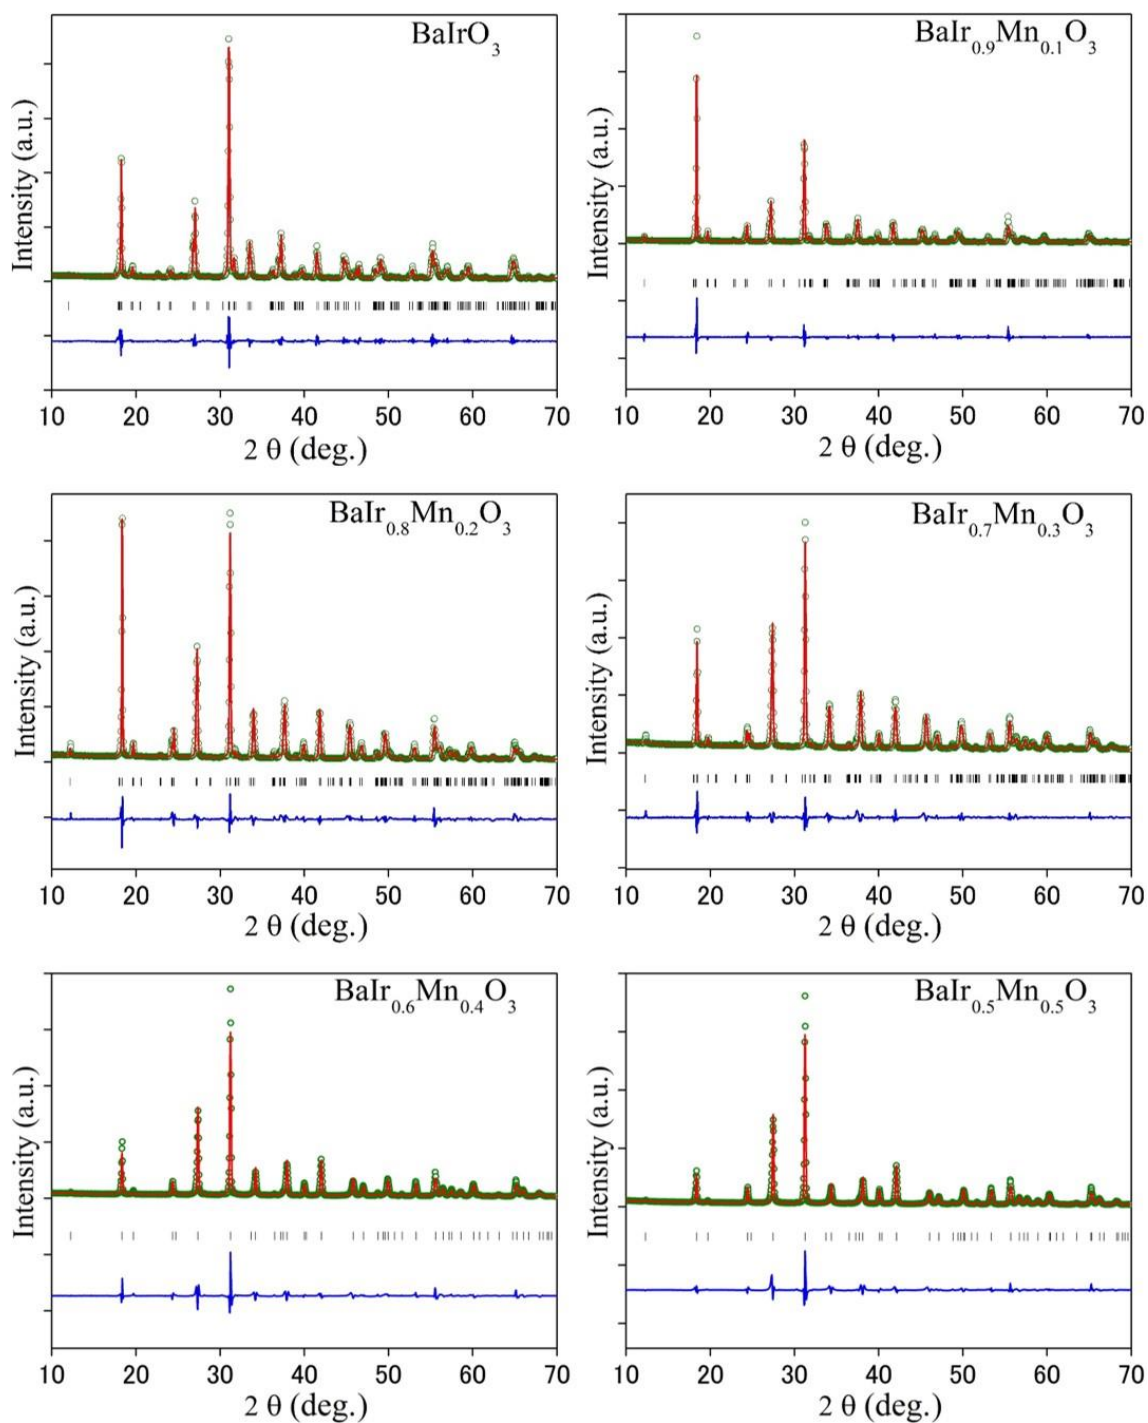 BaIrO3
Intensity (a.u.)
10 20 30 40 50 60 70
2 θ (deg.)
BaIr0.9Mn0.1O3
Intensity (a.u.)
10 20 30 40 50 60 70
2 θ (deg.)
BaIr0.8Mn0.2O3
Intensity (a.u.)
10 20 30 40 50 60 70
2 θ (deg.)
BaIr0.7Mn0.3O3
Intensity (a.u.)
10 20 30 40 50 60 70
2 θ (deg.)
BaIr0.6Mn0.4O3
Intensity (a.u.)
10 20 30 40 50 60 70
2 θ (deg.)
BaIr0.5Mn0.5O3
Intensity (a.u.)
10 20 30 40 50 60 70
2 θ (deg.)